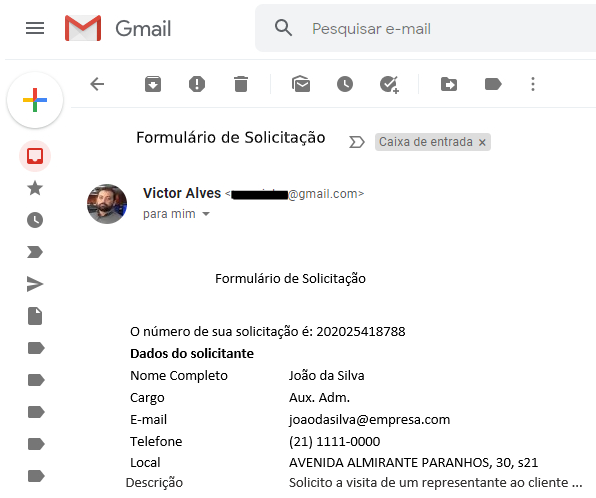 Gmail
Pesquisar e-mail
Formulário de Solicitação
Caixa de entrada ×
Victor Alves < @gmail.com>
para mim
Formulário de Solicitação
O número de sua solicitação é: 202025418788
Dados do solicitante
Nome Completo João da Silva
Cargo Aux. Adm.
E-mail joaodasilva@empresa.com
Telefone (21) 1111-0000
Local AVENIDA ALMIRANTE PARANHOS, 30, s21
Descrição Solicito a visita de um representante ao cliente ...